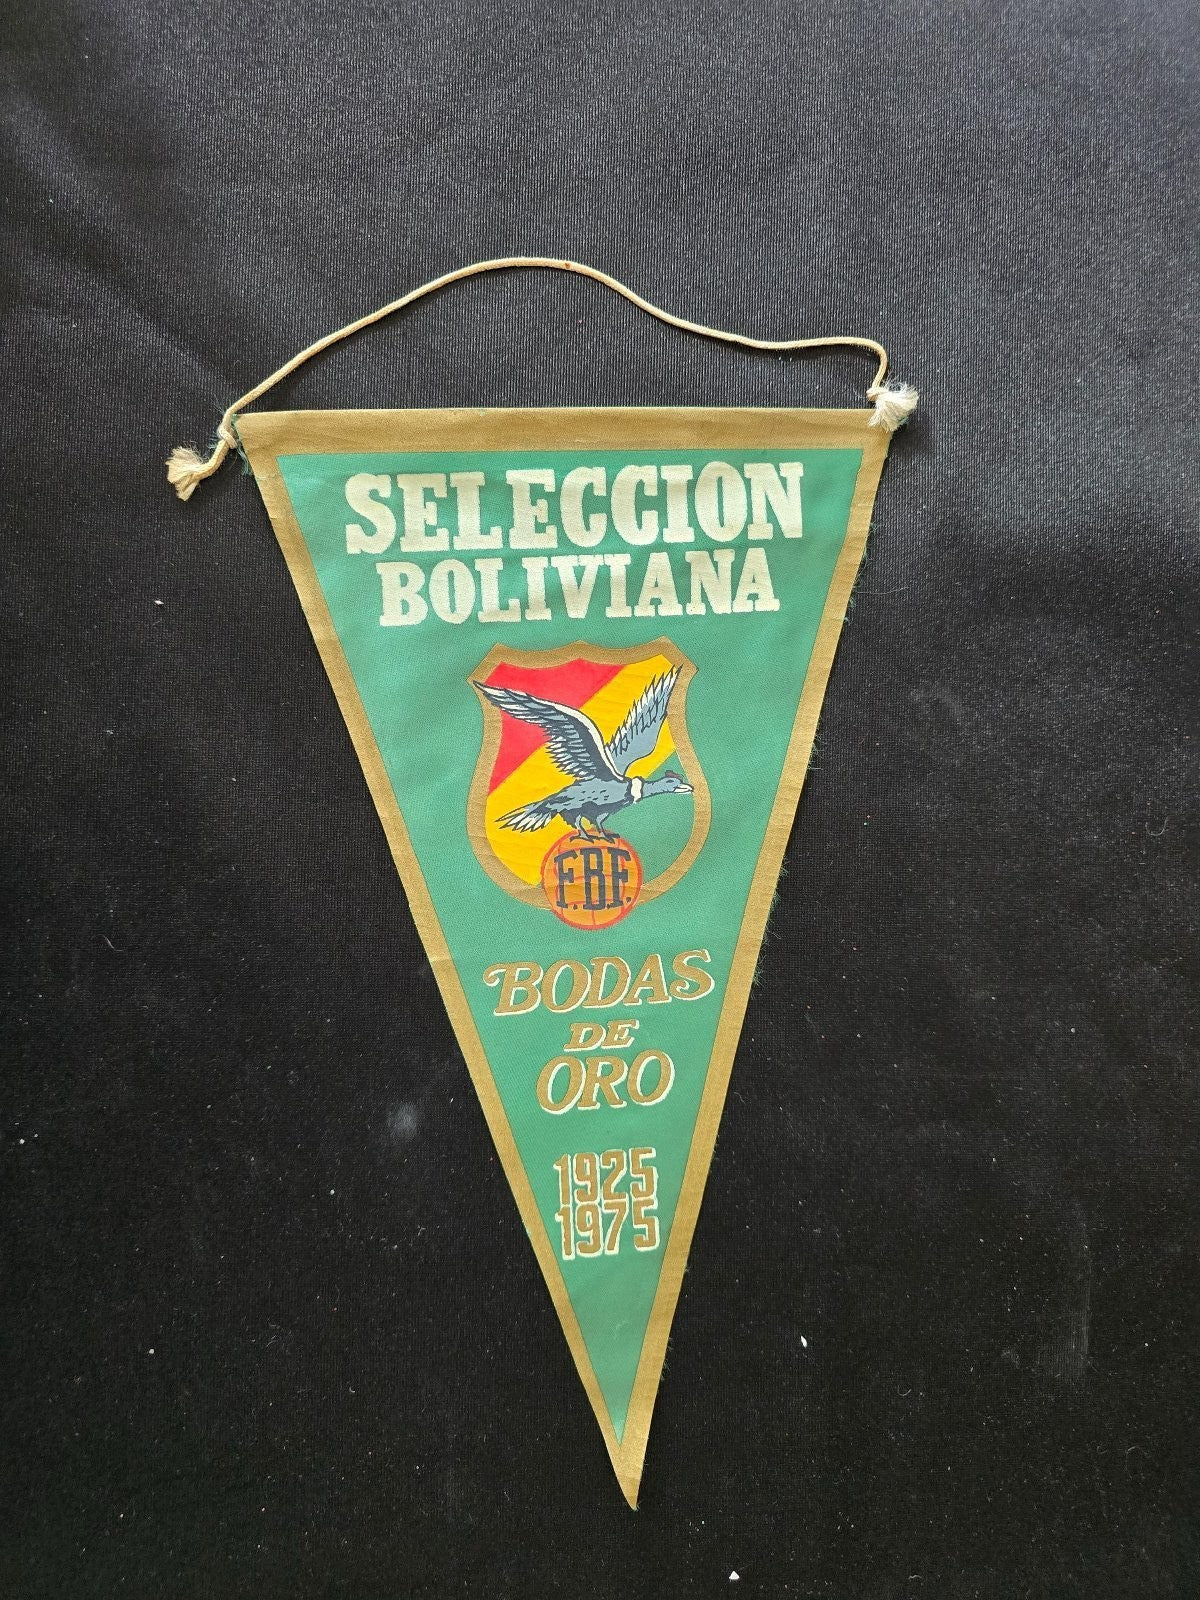 SELECCION
BOLIVIANA
F.B.F.
BODAS
DE
ORO
1925
1975